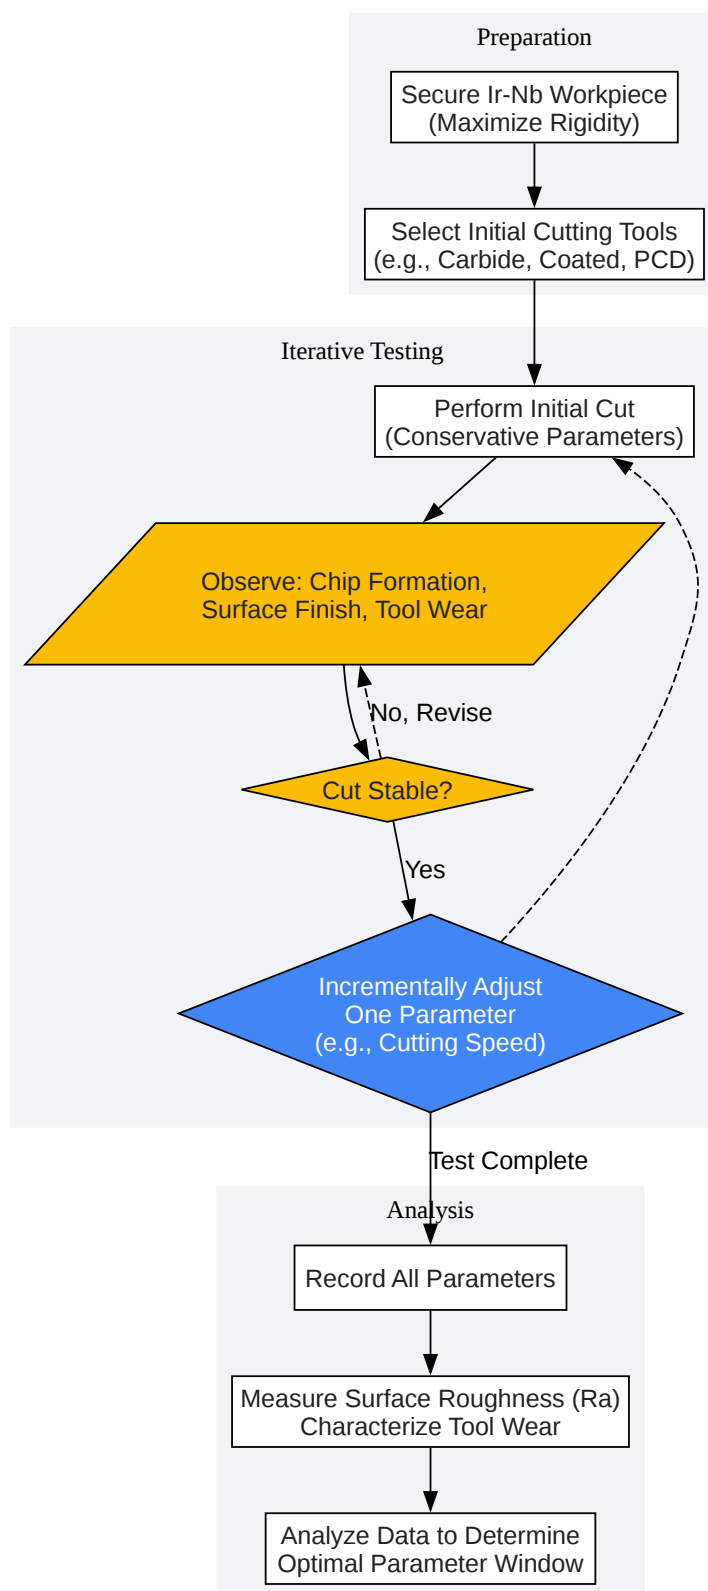 Preparation
Secure Ir-Nb Workpiece
(Maximize Rigidity)
Select Initial Cutting Tools
(e.g., Carbide, Coated, PCD)
Iterative Testing
Perform Initial Cut
(Conservative Parameters)
Observe: Chip Formation,
Surface Finish, Tool Wear
No, Revise
Cut Stable?
Yes
Incrementally Adjust
One Parameter
(e.g., Cutting Speed)
Test Complete
Analysis
Record All Parameters
Measure Surface Roughness (Ra)
Characterize Tool Wear
Analyze Data to Determine
Optimal Parameter Window